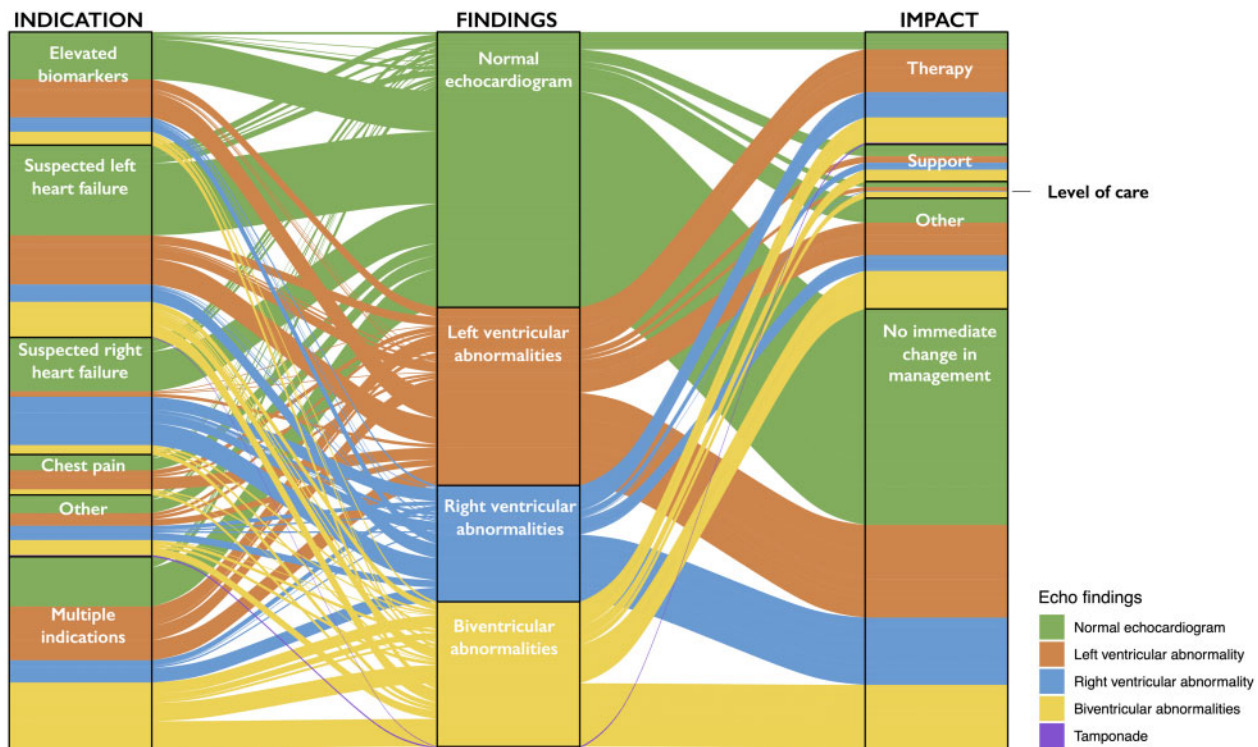 INDICATION
FINDINGS
IMPACT
Elevated
biomarkers
Suspected left
heart failure
Suspected right
heart failure
Chest pain
Other
Multiple
indications
Normal
echocardiogram
Left ventricular
abnormalities
Right ventricular
abnormalities
Biventricular
abnormalities
Therapy
Support
Level of care
Other
No immediate
change in
management
Echo findings
Normal echocardiogram
Left ventricular abnormality
Right ventricular abnormality
Biventricular abnormalities
Tamponade